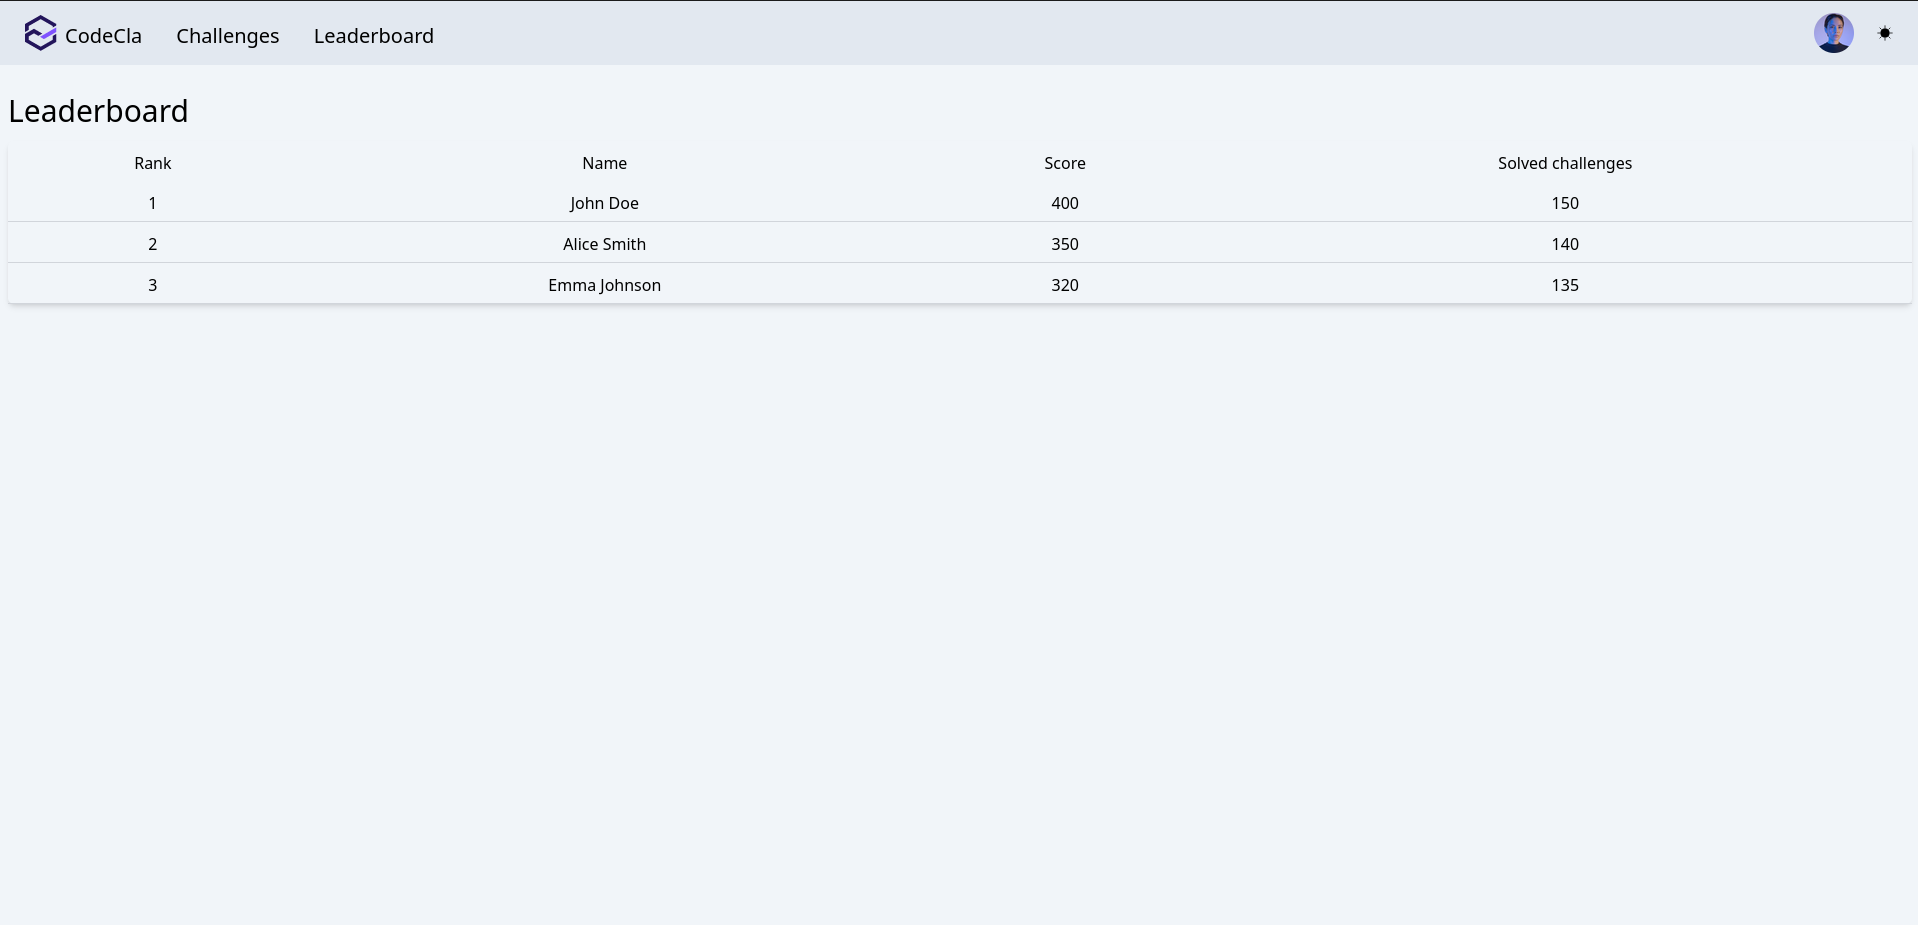 CodeCla Challenges Leaderboard
Leaderboard
Rank Name Score Solved challenges
1 John Doe 400 150
2 Alice Smith 350 140
3 Emma Johnson 320 135